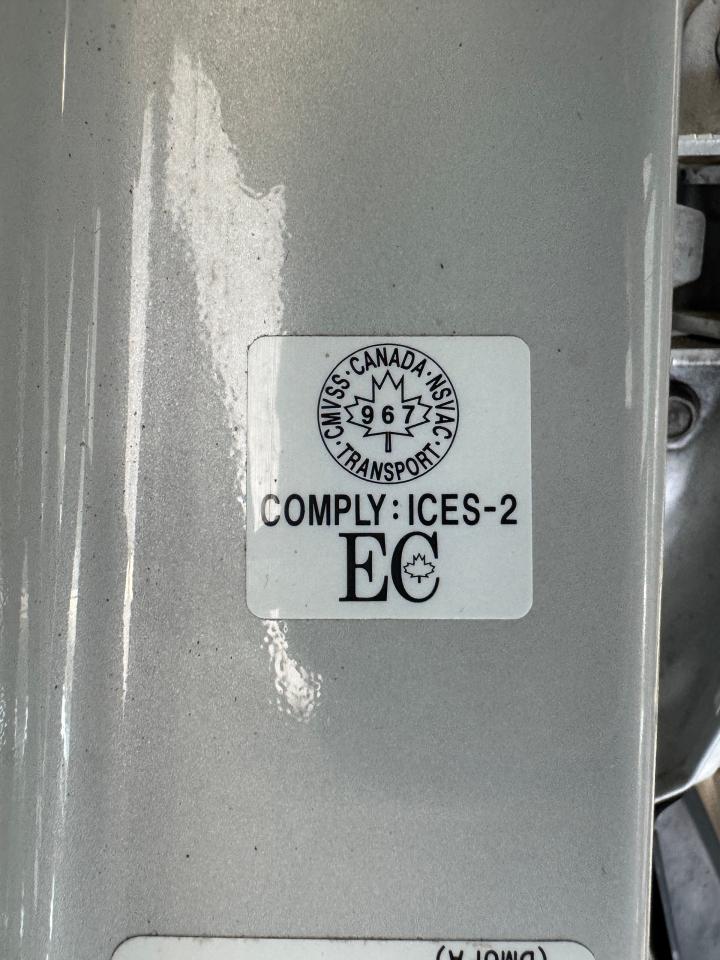 ·CANADA·NSVAC·TRANSPORT·CMVSS
967
COMPLY:ICES-2
EC